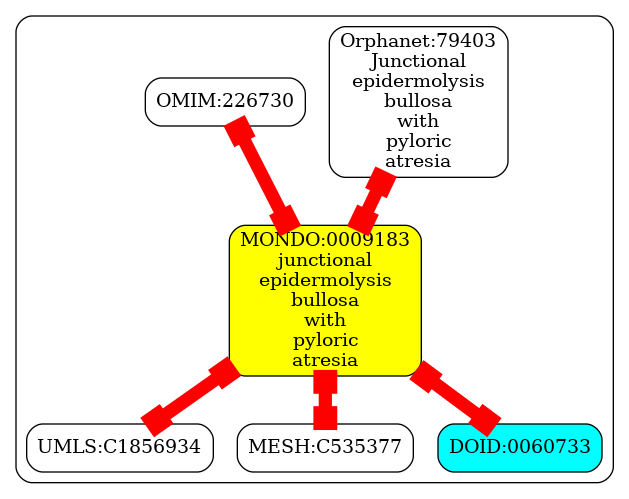 Orphanet:79403
Junctional
epidermolysis
bullosa
with
pyloric
atresia
OMIM:226730
MONDO:0009183
junctional
epidermolysis
bullosa
with
pyloric
atresia
UMLS:C1856934
MESH:C535377
DOID:0060733